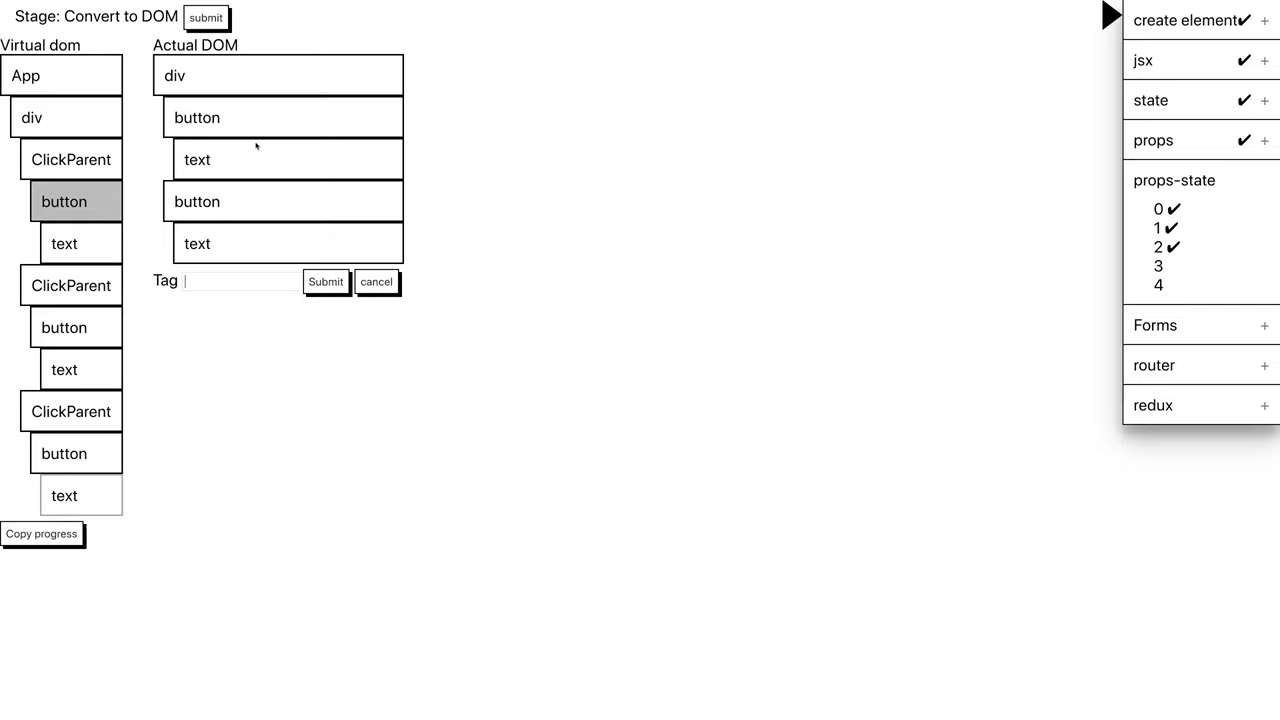 Stage: Convert to DOM submit
Virtual dom
App
div
ClickParent
button
text
ClickParent
button
text
ClickParent
button
text
Copy progress
Actual DOM
div
button
text
button
text
Tag Submit cancel
create element✔ +
jsx ✔ +
state ✔ +
props ✔ +
props-state
0 ✔
1 ✔
2 ✔
3
4
Forms +
router +
redux +